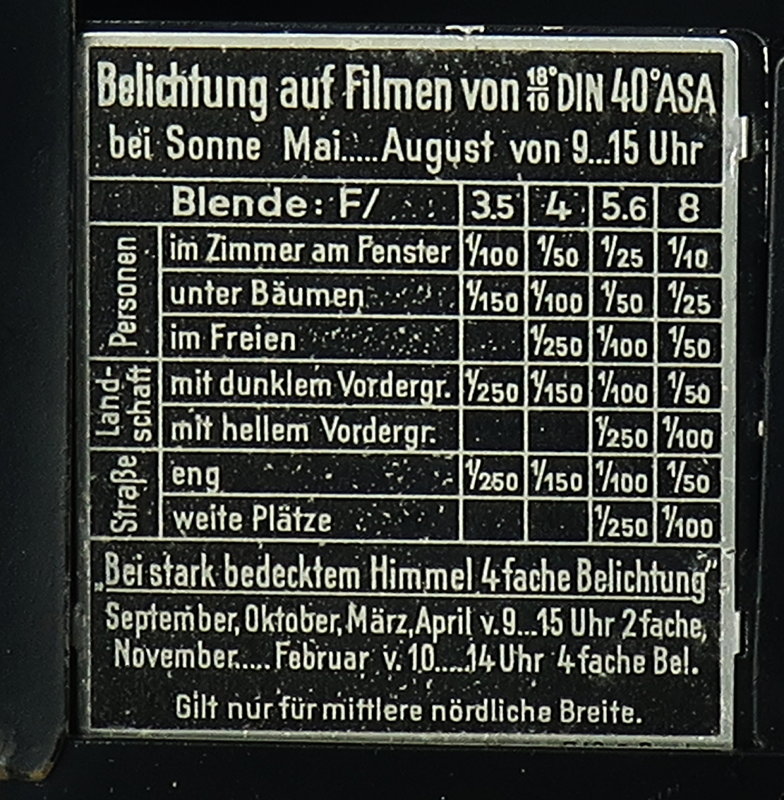 Belichtung auf Filmen von 18°/10 DIN 40° ASA
bei Sonne Mai.....August von 9...15 Uhr
Blende: F/ 3.5 4 5.6 8
Personen
im Zimmer am Fenster 1/100 1/50 1/25 1/10
unter Bäumen 1/150 1/100 1/50 1/25
im Freien 1/250 1/100 1/50
Land-
schaft
mit dunklem Vordergr. 1/250 1/150 1/100 1/50
mit hellem Vordergr. 1/250 1/100
Straße
eng 1/250 1/150 1/100 1/50
weite Plätze 1/250 1/100
„Bei stark bedecktem Himmel 4fache Belichtung"
September, Oktober, März, April v. 9...15 Uhr 2fache,
November.....Februar v. 10.....14 Uhr 4fache Bel.
Gilt nur für mittlere nördliche Breite.